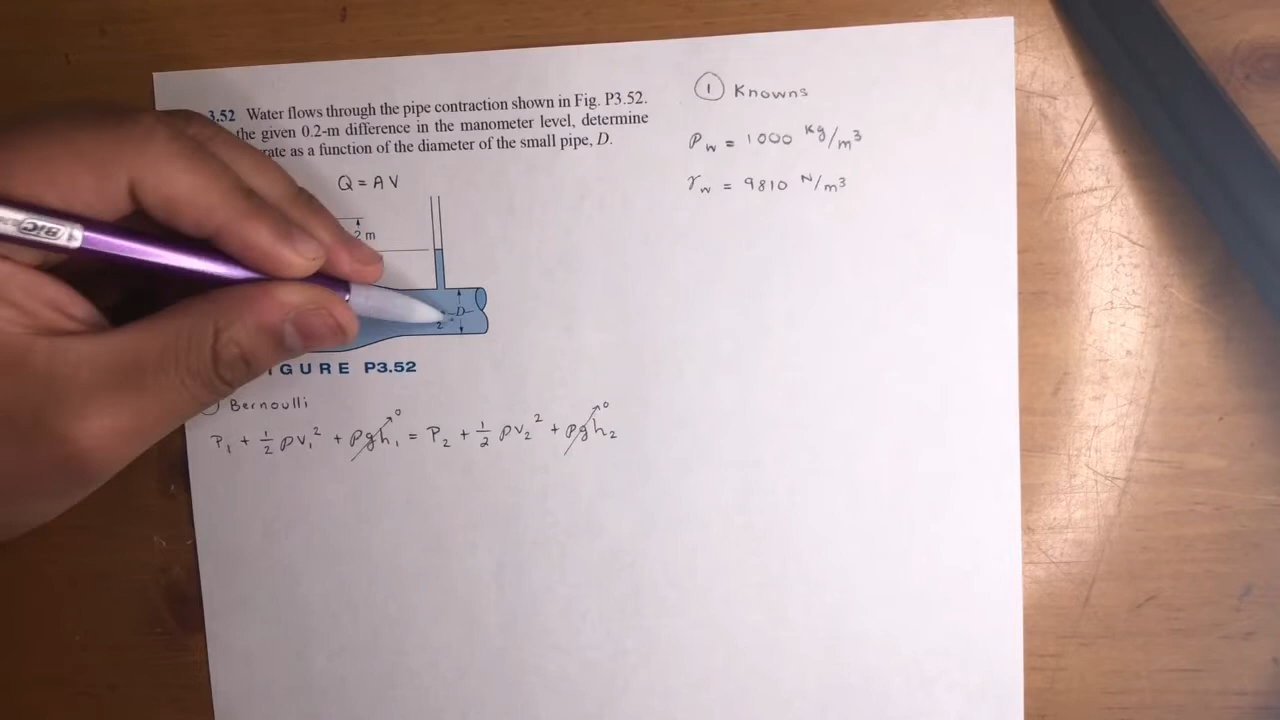 3.52 Water flows through the pipe contraction shown in Fig. P3.52.
the given 0.2-m difference in the manometer level, determine
rate as a function of the diameter of the small pipe, D.
Q = A V
2 m
D
2
GURE P3.52
Bernoulli
P₁ + ½ ρv₁² + ρgh₁ ↗0 = P₂ + ½ ρv₂² + ρgh₂ ↗0
① Knowns
ρw = 1000 kg/m³
γw = 9810 N/m³
BIC